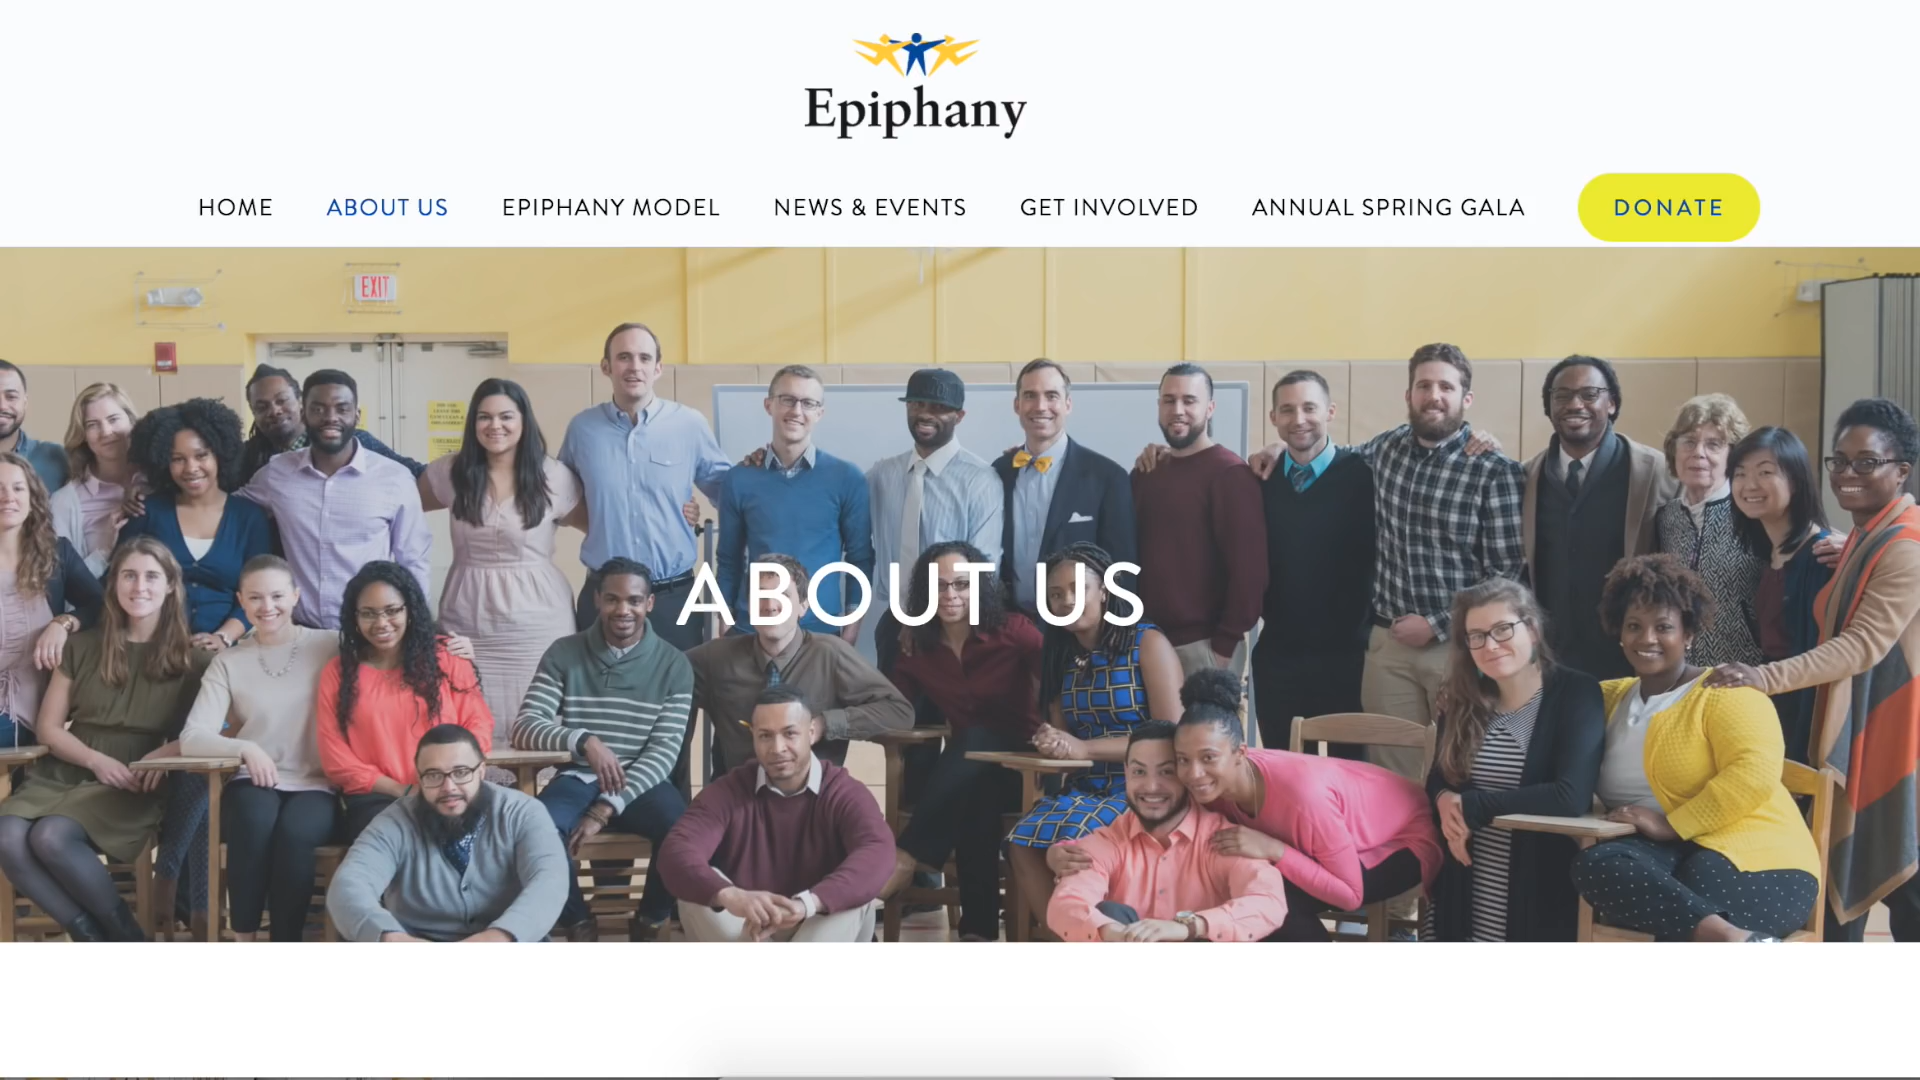 Epiphany
HOME ABOUT US EPIPHANY MODEL NEWS & EVENTS GET INVOLVED ANNUAL SPRING GALA DONATE
EXIT
ABOUT US